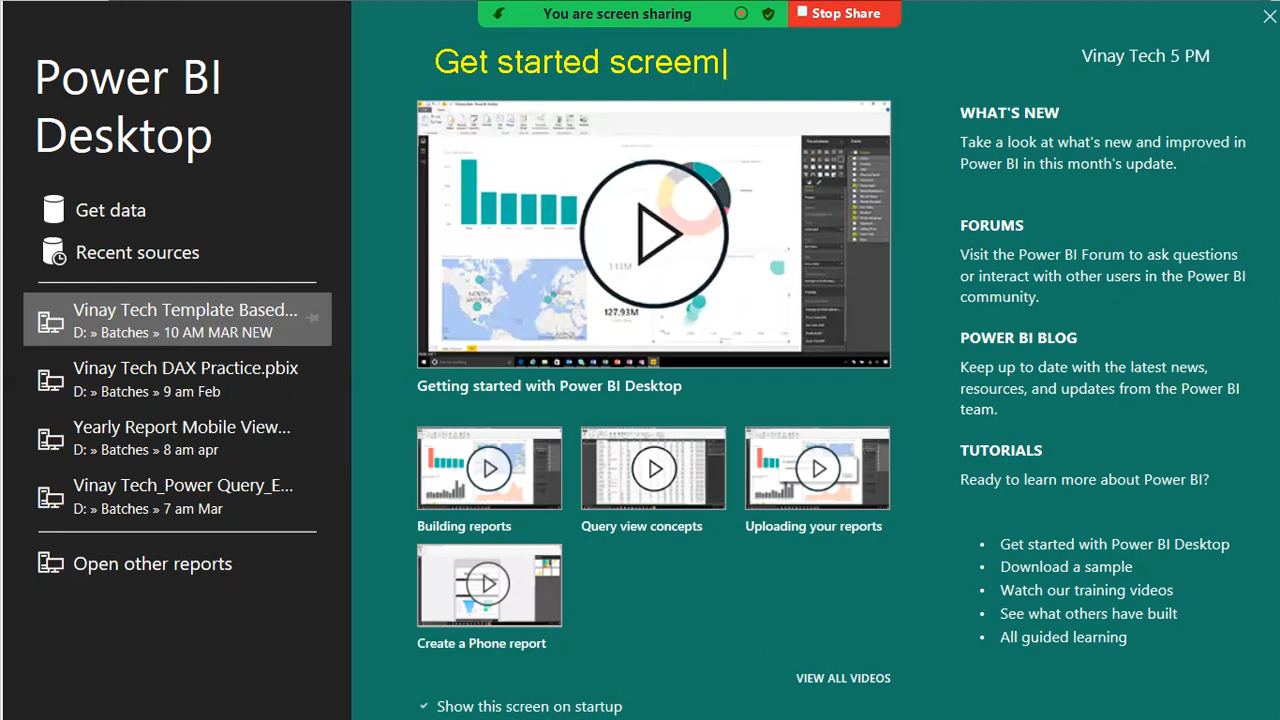 You are screen sharing
Stop Share
Get started screem
Vinay Tech 5 PM
Power BI
Desktop
Get data
Recent sources
Vinay Tech Template Based...
D: » Batches » 10 AM MAR NEW
Vinay Tech DAX Practice.pbix
D: » Batches » 9 am Feb
Yearly Report Mobile View...
D: » Batches » 8 am apr
Vinay Tech_Power Query_E...
D: » Batches » 7 am Mar
Open other reports
NORTH
AMERICA
1.13M
127.93M
Getting started with Power BI Desktop
Building reports
Query view concepts
Uploading your reports
Create a Phone report
VIEW ALL VIDEOS
Show this screen on startup
WHAT'S NEW
Take a look at what's new and improved in
Power BI in this month's update.
FORUMS
Visit the Power BI Forum to ask questions
or interact with other users in the Power BI
community.
POWER BI BLOG
Keep up to date with the latest news,
resources, and updates from the Power BI
team.
TUTORIALS
Ready to learn more about Power BI?
• Get started with Power BI Desktop
• Download a sample
• Watch our training videos
• See what others have built
• All guided learning